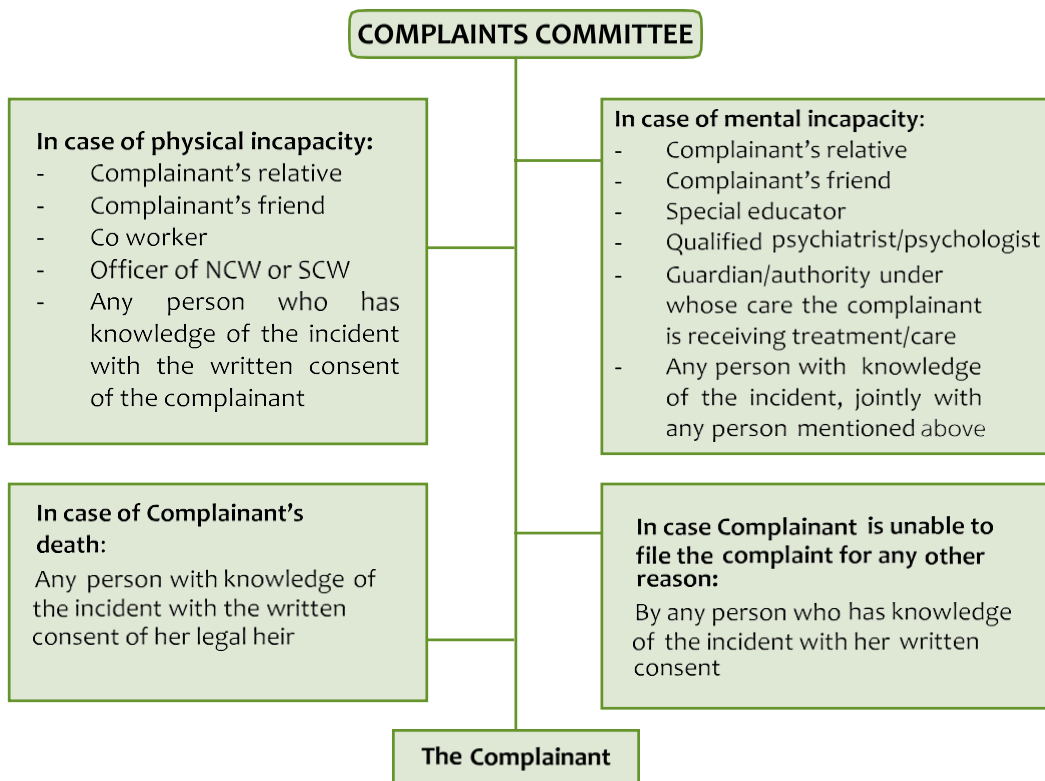 COMPLAINTS COMMITTEE
In case of physical incapacity:
- Complainant's relative
- Complainant's friend
- Co worker
- Officer of NCW or SCW
- Any person who has
knowledge of the incident
with the written consent
of the complainant
In case of mental incapacity:
- Complainant's relative
- Complainant's friend
- Special educator
- Qualified psychiatrist/psychologist
- Guardian/authority under
whose care the complainant
is receiving treatment/care
- Any person with knowledge
of the incident, jointly with
any person mentioned above
In case of Complainant's
death:
Any person with knowledge of
the incident with the written
consent of her legal heir
In case Complainant is unable to
file the complaint for any other
reason:
By any person who has knowledge
of the incident with her written
consent
The Complainant